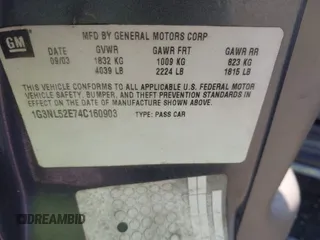 GM
MFD BY GENERAL MOTORS CORP
DATE GVWR GAWR FRT GAWR RR
09/03 1832 KG 1009 KG 823 KG
4039 LB 2224 LB 1815 LB
THIS VEHICLE CONFORMS TO ALL APPLICABLE U.S. FEDERAL MOTOR
VEHICLE SAFETY, BUMPER, AND THEFT PREVENTION STANDARDS IN
EFFECT ON THE DATE OF MANUFACTURE SHOWN ABOVE.
1G3NL52E74C160903 TYPE: PASS CAR
DREAMBID